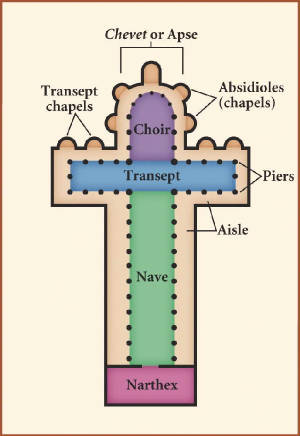 Chevet or Apse
Transept
chapels
Absidioles
(chapels)
Choir
Transept
Piers
Aisle
Nave
Narthex